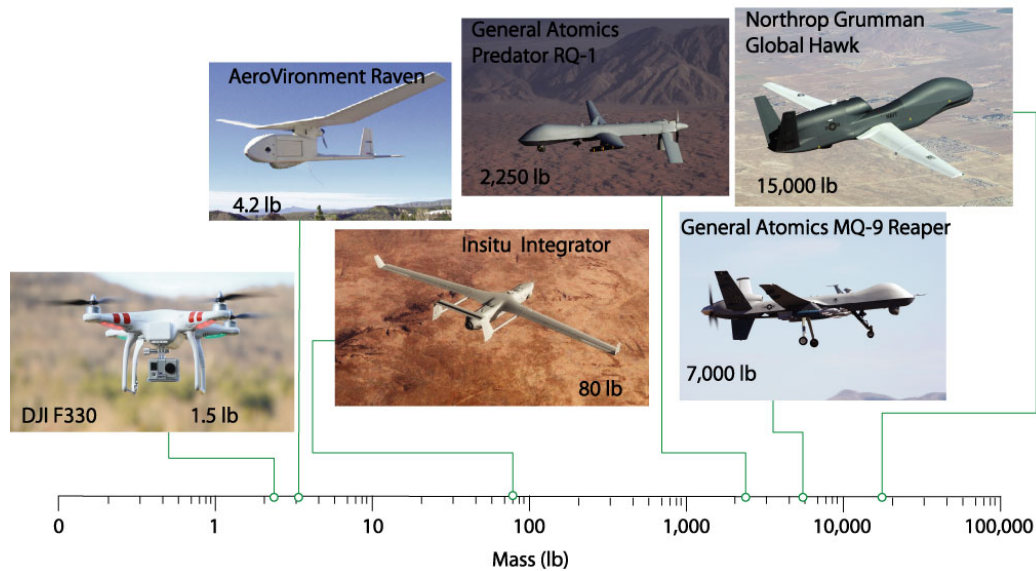 General Atomics
Predator RQ-1
2,250 lb
Northrop Grumman
Global Hawk
15,000 lb
AeroVironment Raven
4.2 lb
Insitu Integrator
80 lb
General Atomics MQ-9 Reaper
7,000 lb
DJI F330 1.5 lb
0 1 10 100 1,000 10,000 100,000
Mass (lb)